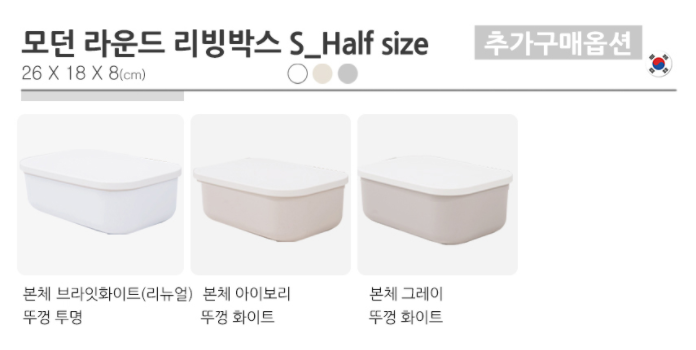 모던 라운드 리빙박스 S_Half size 추가구매옵션
26 X 18 X 8(cm)
본체 브라잇화이트(리뉴얼) 본체 아이보리 본체 그레이
뚜껑 투명 뚜껑 화이트 뚜껑 화이트